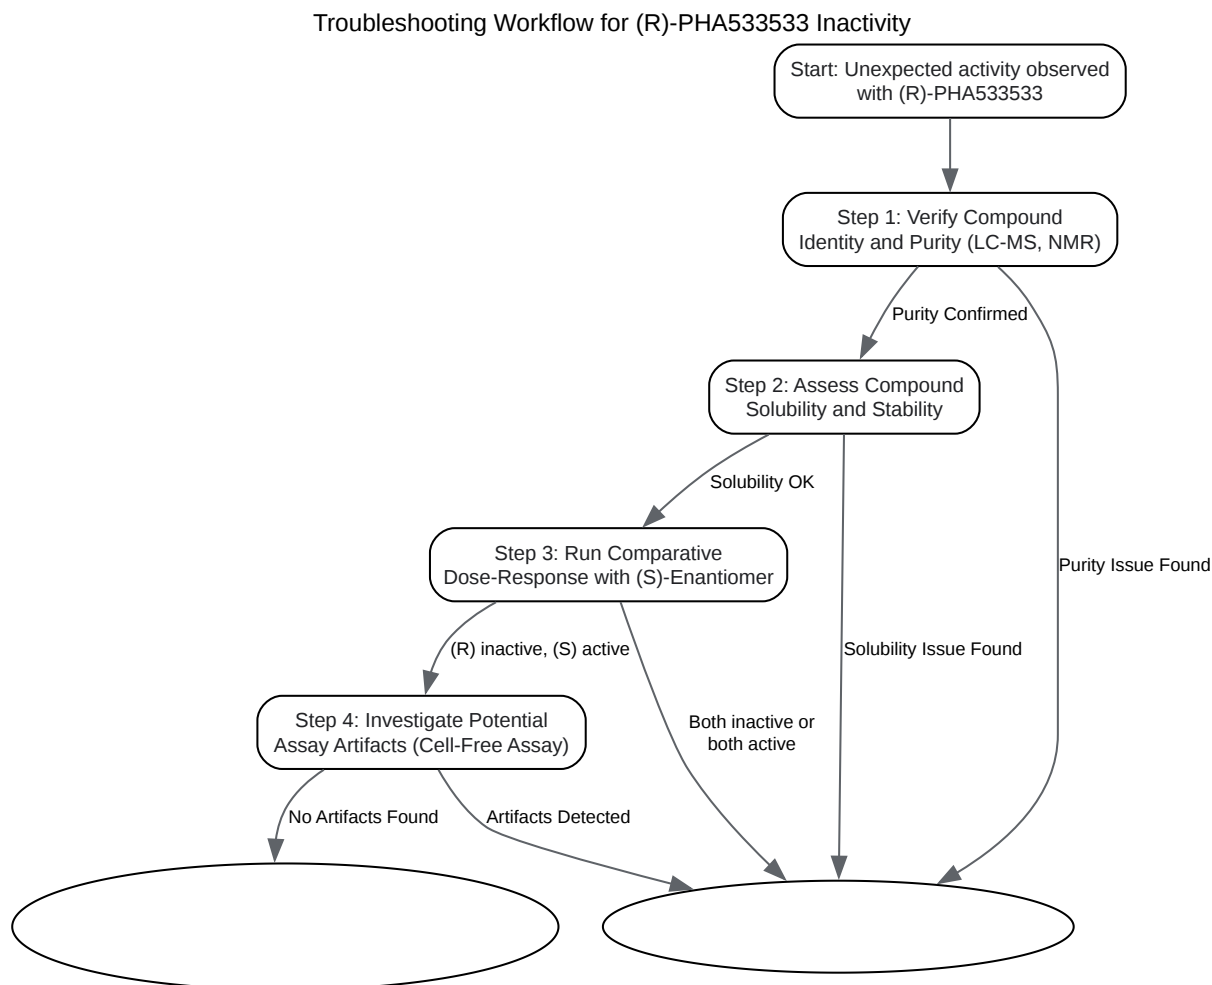 Troubleshooting Workflow for (R)-PHA533533 Inactivity
Start: Unexpected activity observed
with (R)-PHA533533
Step 1: Verify Compound
Identity and Purity (LC-MS, NMR)
Purity Confirmed
Step 2: Assess Compound
Solubility and Stability
Solubility OK
Step 3: Run Comparative
Dose-Response with (S)-Enantiomer
Purity Issue Found
(R) inactive, (S) active
Solubility Issue Found
Step 4: Investigate Potential
Assay Artifacts (Cell-Free Assay)
Both inactive or
both active
No Artifacts Found
Artifacts Detected